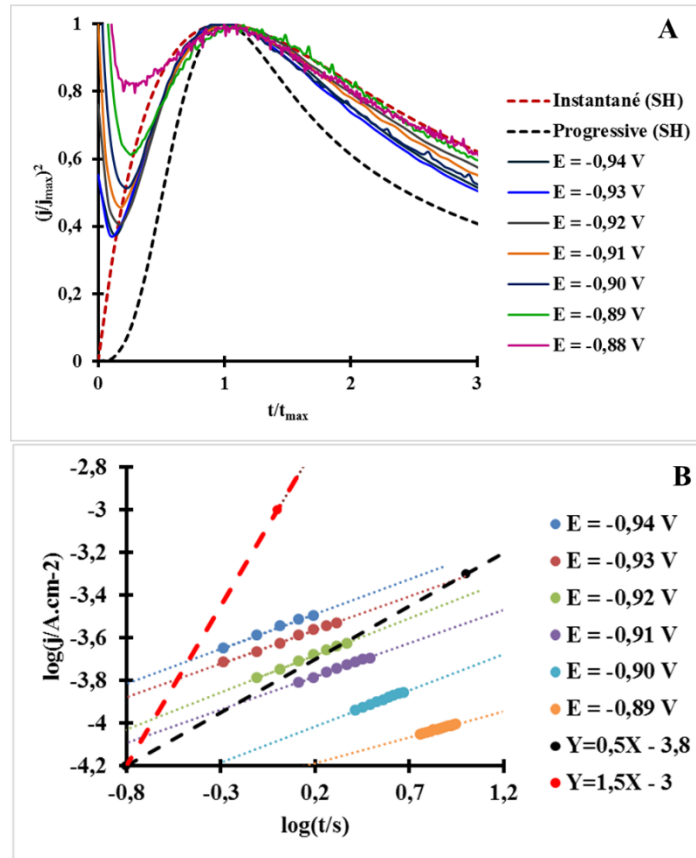 A
1
0,8
0,6
0,4
0,2
0
(j/jmax)²
0
1
2
3
t/tmax
Instantané (SH)
Progressive (SH)
E = -0,94 V
E = -0,93 V
E = -0,92 V
E = -0,91 V
E = -0,90 V
E = -0,89 V
E = -0,88 V
B
-2,8
-3
-3,2
-3,4
-3,6
-3,8
-4
-4,2
log(j/A.cm-2)
-0,8
-0,3
0,2
0,7
1,2
log(t/s)
E = -0,94 V
E = -0,93 V
E = -0,92 V
E = -0,91 V
E = -0,90 V
E = -0,89 V
Y=0,5X - 3,8
Y=1,5X - 3